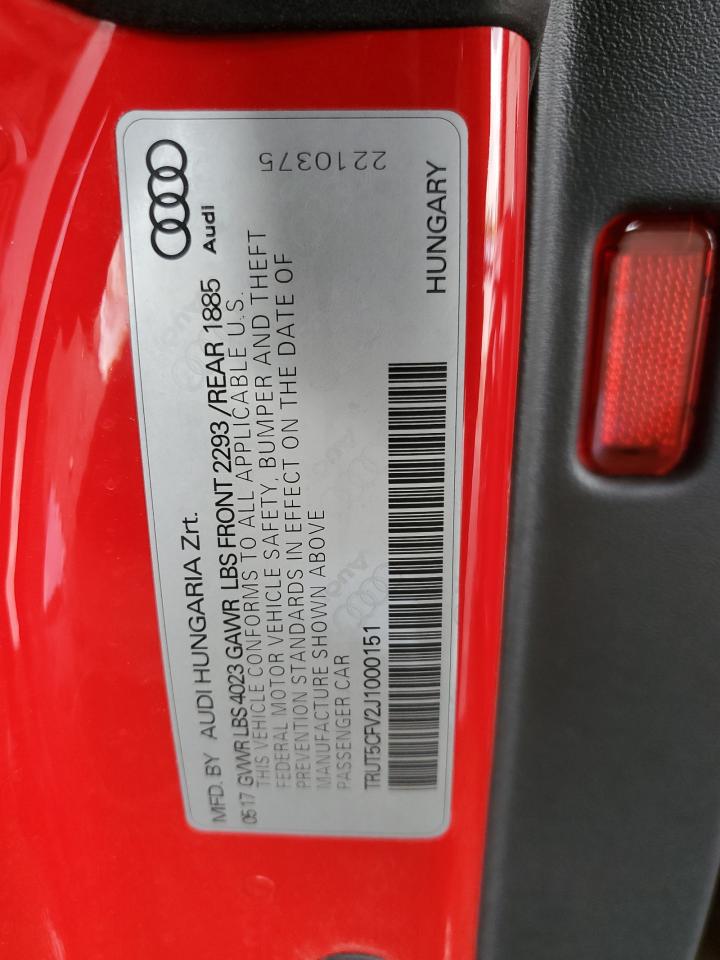 MFD. BY AUDI HUNGARIA Zrt.
05 17 GVWR LBS 4023 GAWR LBS FRONT 2293 /REAR 1885
THIS VEHICLE CONFORMS TO ALL APPLICABLE U.S.
FEDERAL MOTOR VEHICLE SAFETY, BUMPER AND THEFT
PREVENTION STANDARDS IN EFFECT ON THE DATE OF
MANUFACTURE SHOWN ABOVE
PASSENGER CAR
TRUT5CFV2J1000151
HUNGARY
Audi
2210375